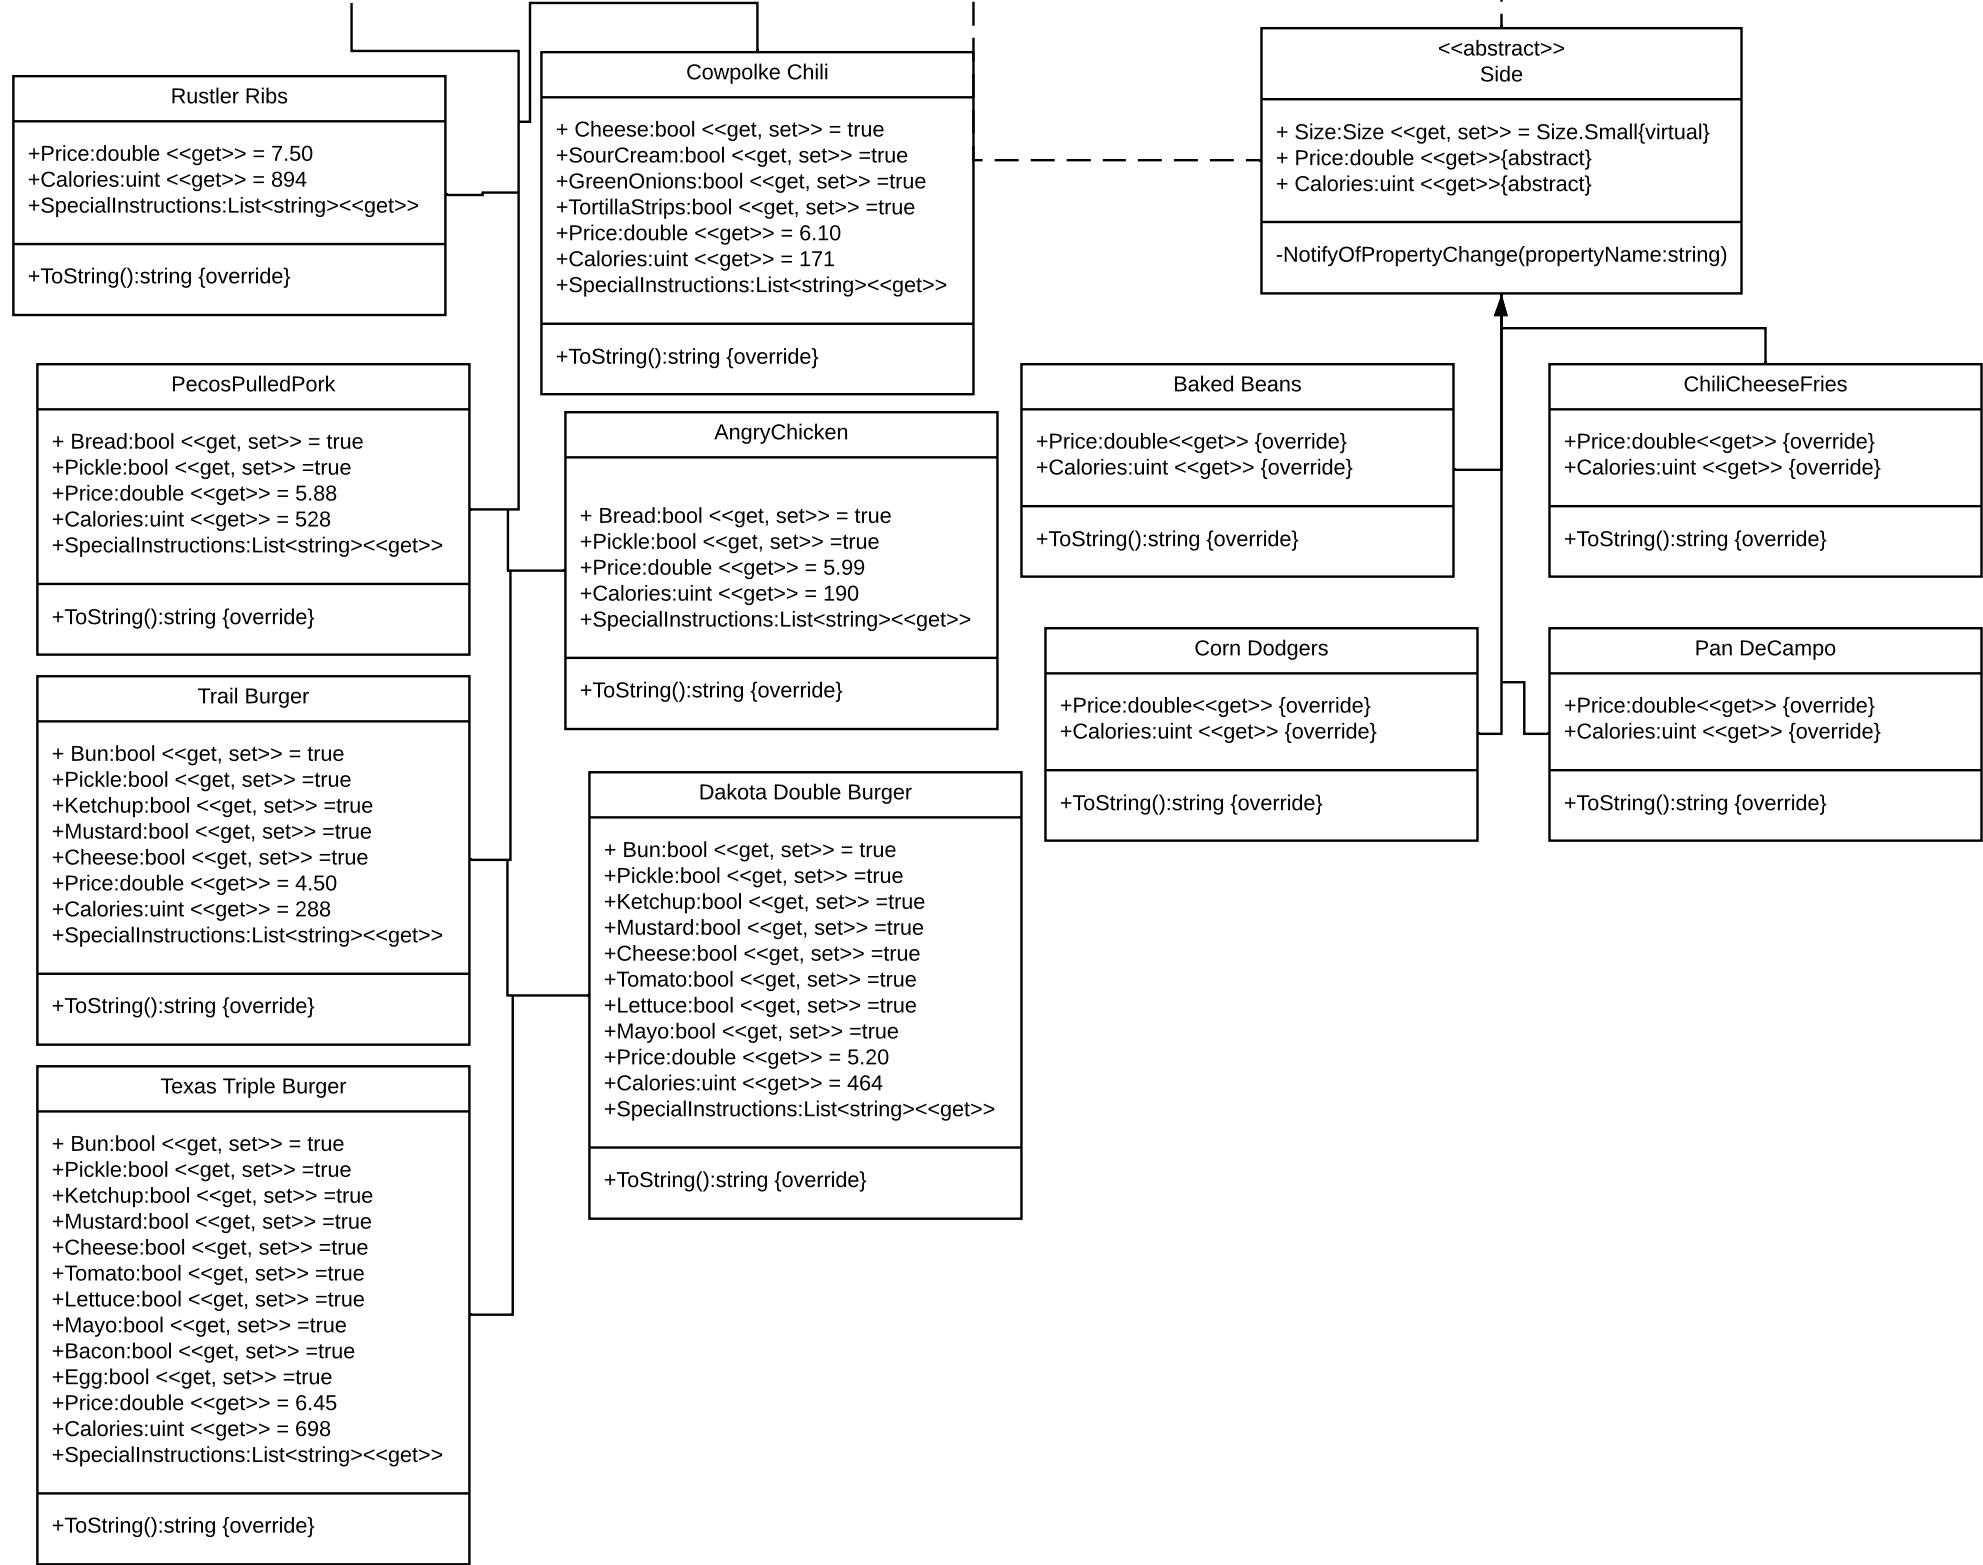 Rustler Ribs
+Price:double <<get>> = 7.50
+Calories:uint <<get>> = 894
+SpecialInstructions:List<string><<get>>
+ToString():string {override}
Cowpolke Chili
+ Cheese:bool <<get, set>> = true
+SourCream:bool <<get, set>> =true
+GreenOnions:bool <<get, set>> =true
+TortillaStrips:bool <<get, set>> =true
+Price:double <<get>> = 6.10
+Calories:uint <<get>> = 171
+SpecialInstructions:List<string><<get>>
+ToString():string {override}
<<abstract>>
Side
+ Size:Size <<get, set>> = Size.Small{virtual}
+ Price:double <<get>>{abstract}
+ Calories:uint <<get>>{abstract}
-NotifyOfPropertyChange(propertyName:string)
PecosPulledPork
+ Bread:bool <<get, set>> = true
+Pickle:bool <<get, set>> =true
+Price:double <<get>> = 5.88
+Calories:uint <<get>> = 528
+SpecialInstructions:List<string><<get>>
+ToString():string {override}
AngryChicken
+ Bread:bool <<get, set>> = true
+Pickle:bool <<get, set>> =true
+Price:double <<get>> = 5.99
+Calories:uint <<get>> = 190
+SpecialInstructions:List<string><<get>>
+ToString():string {override}
Baked Beans
+Price:double<<get>> {override}
+Calories:uint <<get>> {override}
+ToString():string {override}
ChiliCheeseFries
+Price:double<<get>> {override}
+Calories:uint <<get>> {override}
+ToString():string {override}
Trail Burger
+ Bun:bool <<get, set>> = true
+Pickle:bool <<get, set>> =true
+Ketchup:bool <<get, set>> =true
+Mustard:bool <<get, set>> =true
+Cheese:bool <<get, set>> =true
+Price:double <<get>> = 4.50
+Calories:uint <<get>> = 288
+SpecialInstructions:List<string><<get>>
+ToString():string {override}
Dakota Double Burger
+ Bun:bool <<get, set>> = true
+Pickle:bool <<get, set>> =true
+Ketchup:bool <<get, set>> =true
+Mustard:bool <<get, set>> =true
+Cheese:bool <<get, set>> =true
+Tomato:bool <<get, set>> =true
+Lettuce:bool <<get, set>> =true
+Mayo:bool <<get, set>> =true
+Price:double <<get>> = 5.20
+Calories:uint <<get>> = 464
+SpecialInstructions:List<string><<get>>
+ToString():string {override}
Corn Dodgers
+Price:double<<get>> {override}
+Calories:uint <<get>> {override}
+ToString():string {override}
Pan DeCampo
+Price:double<<get>> {override}
+Calories:uint <<get>> {override}
+ToString():string {override}
Texas Triple Burger
+ Bun:bool <<get, set>> = true
+Pickle:bool <<get, set>> =true
+Ketchup:bool <<get, set>> =true
+Mustard:bool <<get, set>> =true
+Cheese:bool <<get, set>> =true
+Tomato:bool <<get, set>> =true
+Lettuce:bool <<get, set>> =true
+Mayo:bool <<get, set>> =true
+Bacon:bool <<get, set>> =true
+Egg:bool <<get, set>> =true
+Price:double <<get>> = 6.45
+Calories:uint <<get>> = 698
+SpecialInstructions:List<string><<get>>
+ToString():string {override}